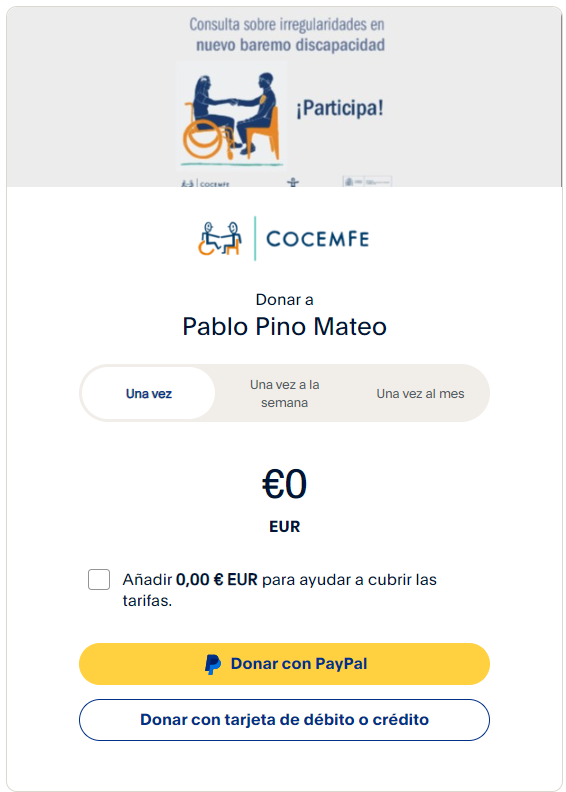 Consulta sobre irregularidades en
nuevo baremo discapacidad
¡Participa!
COCEMFE
COCEMFE
Donar a
Pablo Pino Mateo
Una vez
Una vez a la
semana
Una vez al mes
€0
EUR
Añadir 0,00 € EUR para ayudar a cubrir las
tarifas.
Donar con PayPal
Donar con tarjeta de débito o crédito